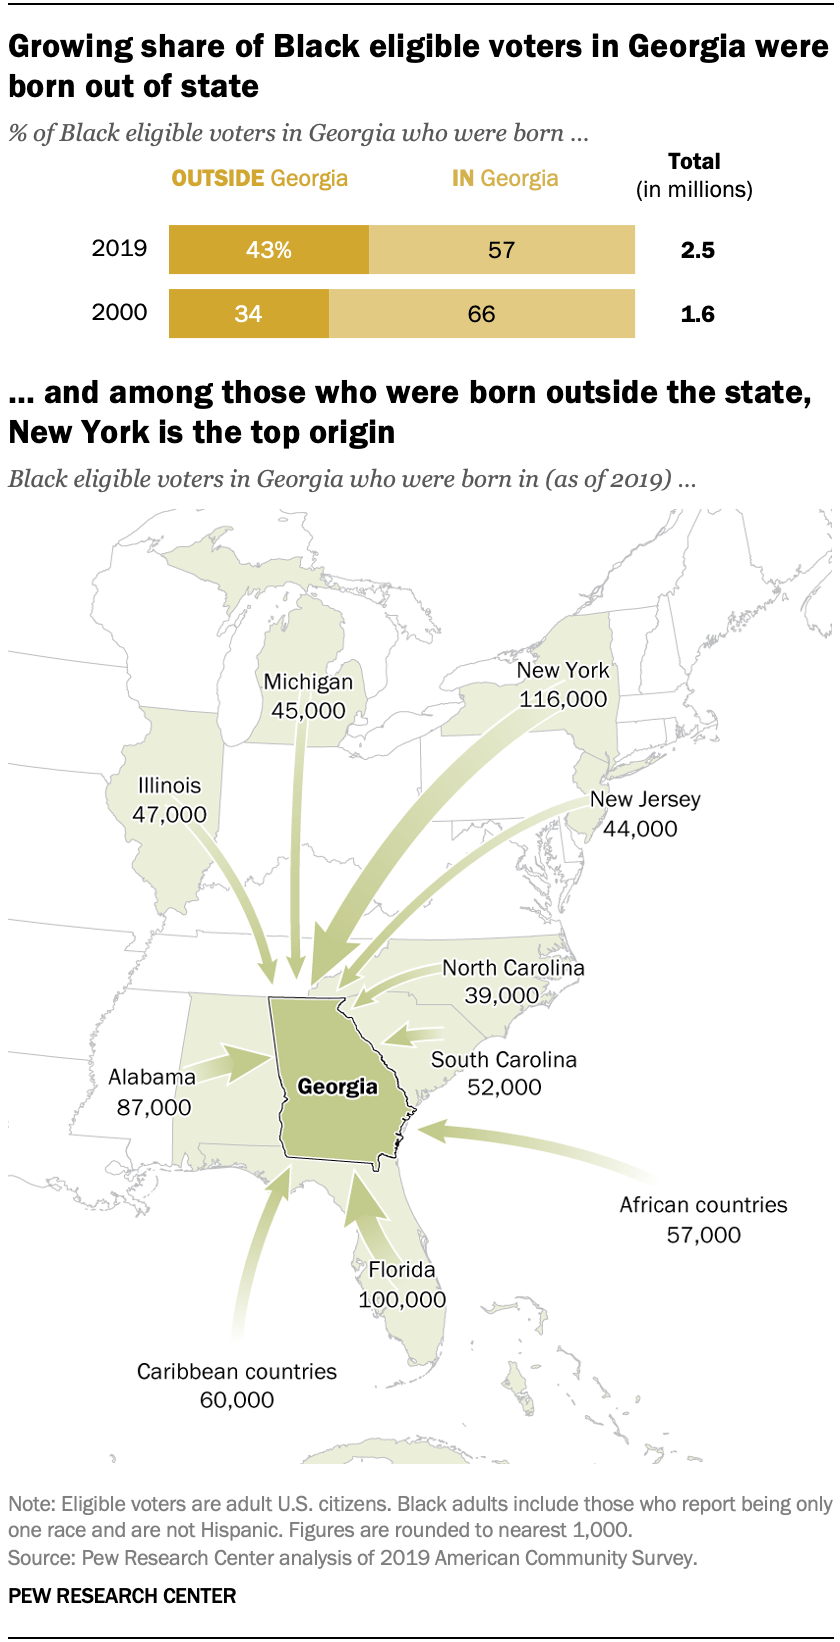 Growing share of Black eligible voters in Georgia were
born out of state
% of Black eligible voters in Georgia who were born ...
OUTSIDE Georgia IN Georgia Total
(in millions)
2019 43% 57 2.5
2000 34 66 1.6
... and among those who were born outside the state,
New York is the top origin
Black eligible voters in Georgia who were born in (as of 2019) ...
New York
116,000
Michigan
45,000
Illinois
47,000
New Jersey
44,000
North Carolina
39,000
South Carolina
52,000
Georgia
Alabama
87,000
African countries
57,000
Florida
100,000
Caribbean countries
60,000
Note: Eligible voters are adult U.S. citizens. Black adults include those who report being only
one race and are not Hispanic. Figures are rounded to nearest 1,000.
Source: Pew Research Center analysis of 2019 American Community Survey.
PEW RESEARCH CENTER